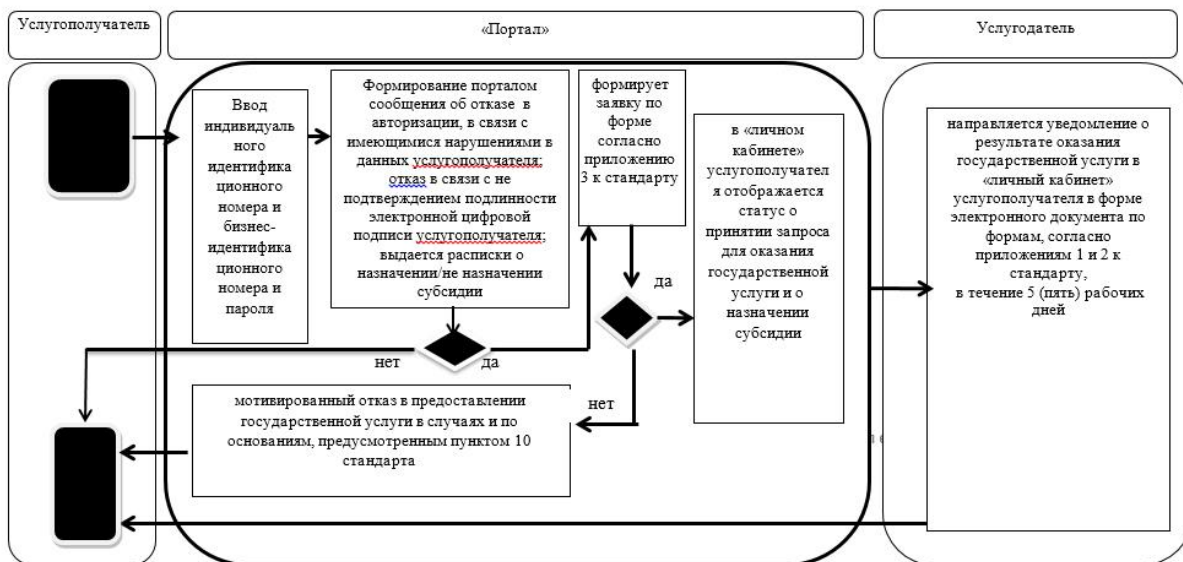 Услугополучатель
«Портал»
Услугодатель
Ввод
индивидуаль
ного
идентифика
ционного
номера и
бизнес-
идентифика
ционного
номера и
пароля
Формирование порталом
сообщения об отказе в
авторизации, в связи с
имеющимися нарушениями в
данных услугополучателя;
отказ в связи с не
подтверждением подлинности
электронной цифровой
подписи услугополучателя;
выдается расписки о
назначении/не назначении
субсидии
формирует
заявку по
форме
согласно
приложению
3 к стандарту
в «личном
кабинете»
услугополучател
я отображается
статус о
принятии запроса
для оказания
государственной
услуги и о
назначении
субсидии
направляется уведомление о
результате оказания
государственной услуги в
«личный кабинет»
услугополучателя в форме
электронного документа по
формам, согласно
приложениям 1 и 2 к
стандарту,
в течение 5 (пять) рабочих
дней
да
нет
да
нет
мотивированный отказ в предоставлении
государственной услуги в случаях и по
основаниям, предусмотренным пунктом 10
стандарта